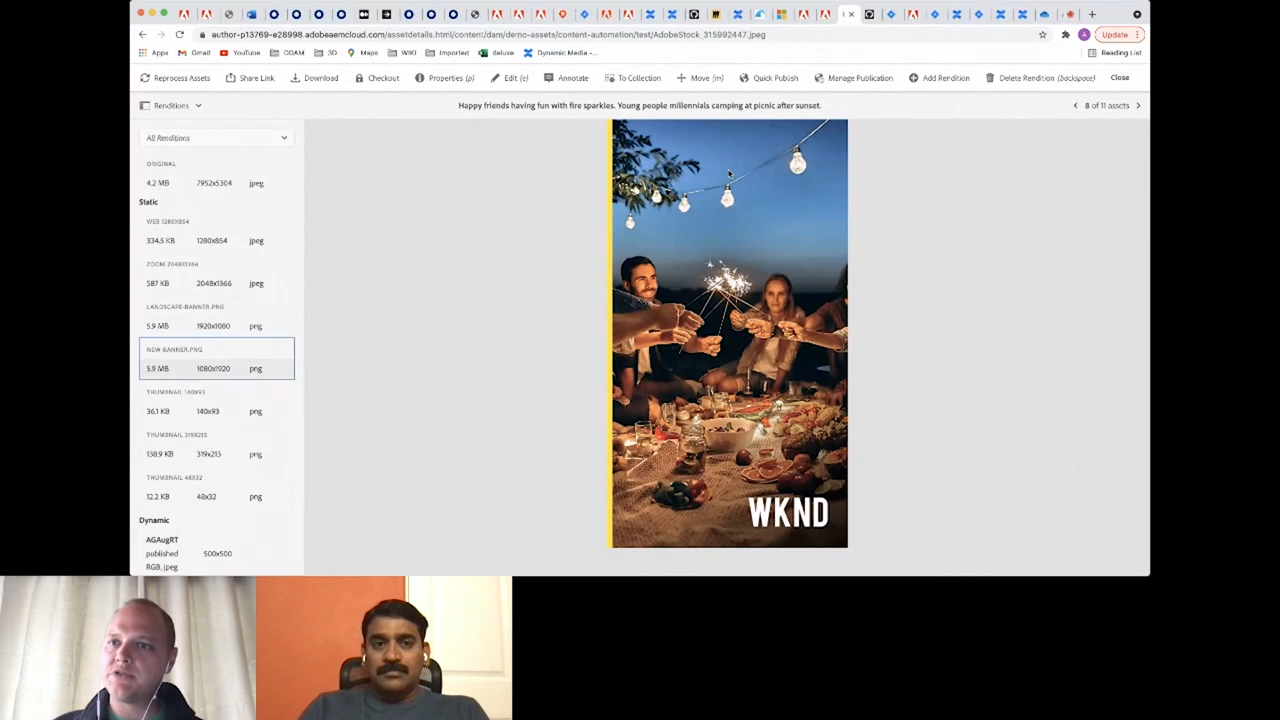 author-p13769-e28998.adobeaemcloud.com/assetdetails.html/content/dam/demo-assets/content-automation/test/AdobeStock_315992447.jpeg
Update
Apps Gmail YouTube DDAM 3D Maps WIKI Imported deluxe Dynamic Media -... Reading List
Reprocess Assets Share Link Download Checkout Properties (p) Edit (e) Annotate To Collection Move (m) Quick Publish Manage Publication Add Rendition Delete Rendition (backspace) Close
Renditions Happy friends having fun with fire sparkles. Young people millennials camping at picnic after sunset. 8 of 11 assets
All Renditions
ORIGINAL
4.2 MB 7952x5304 jpeg
Static
WEB 1280X854
334.5 KB 1280x854 jpeg
ZOOM 2048X1366
587 KB 2048x1366 jpeg
LANDSCAPE-BANNER.PNG
5.9 MB 1920x1080 png
NEW-BANNER.PNG
5.9 MB 1080x1920 png
THUMBNAIL 140X93
36.1 KB 140x93 png
THUMBNAIL 319X213
138.9 KB 319x213 png
THUMBNAIL 48X32
12.2 KB 48x32 png
Dynamic
AGAugRT
published 500x500
RGB, jpeg
WKND